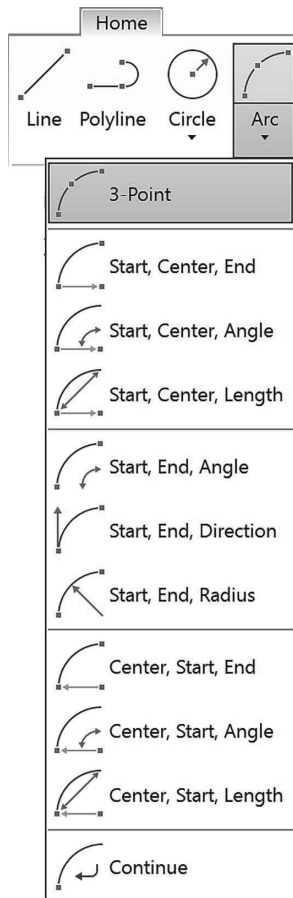 Home
Line Polyline Circle Arc
3-Point
Start, Center, End
Start, Center, Angle
Start, Center, Length
Start, End, Angle
Start, End, Direction
Start, End, Radius
Center, Start, End
Center, Start, Angle
Center, Start, Length
Continue